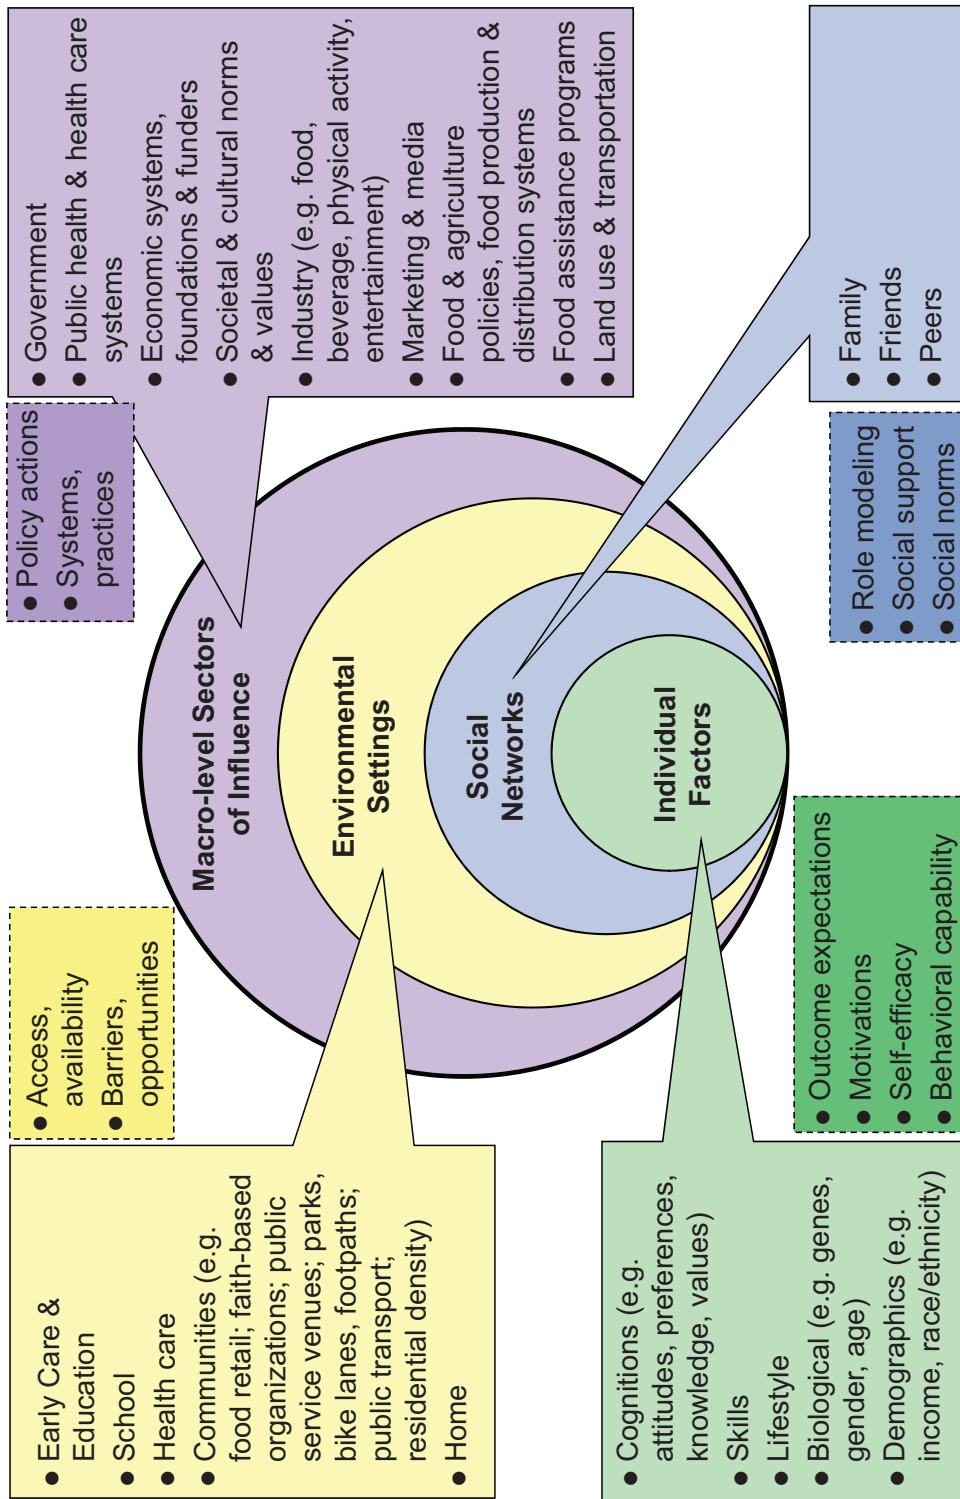 ● Early Care &
Education
● School
● Health care
● Communities (e.g.
food retail; faith-based
organizations; public
service venues; parks,
bike lanes, footpaths;
public transport;
residential density)
● Home
● Access,
availability
● Barriers,
opportunities
● Policy actions
● Systems,
practices
● Government
● Public health & health care
systems
● Economic systems,
foundations & funders
● Societal & cultural norms
& values
● Industry (e.g. food,
beverage, physical activity,
entertainment)
● Marketing & media
● Food & agriculture
policies, food production &
distribution systems
● Food assistance programs
● Land use & transportation
Macro-level Sectors
of Influence
Environmental
Settings
Social
Networks
Individual
Factors
● Cognitions (e.g.
attitudes, preferences,
knowledge, values)
● Skills
● Lifestyle
● Biological (e.g. genes,
gender, age)
● Demographics (e.g.
income, race/ethnicity)
● Outcome expectations
● Motivations
● Self-efficacy
● Behavioral capability
● Role modeling
● Social support
● Social norms
● Family
● Friends
● Peers